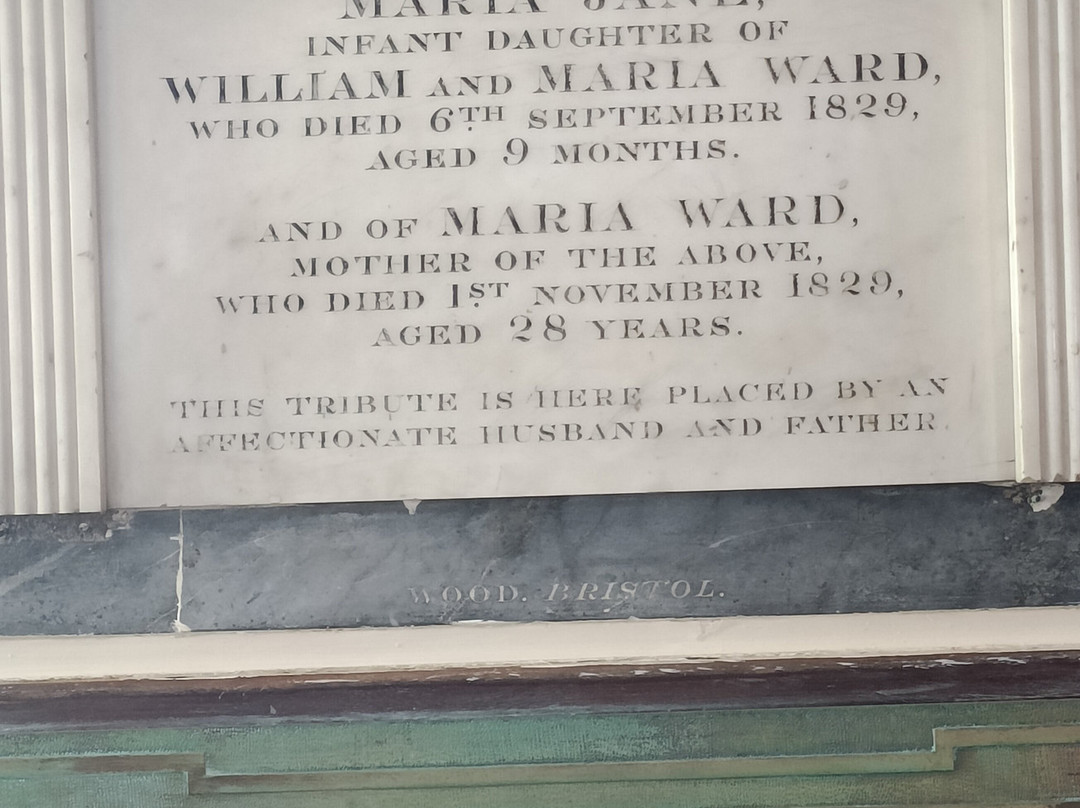 MARIA JANE,
INFANT DAUGHTER OF
WILLIAM AND MARIA WARD,
WHO DIED 6TH SEPTEMBER 1829,
AGED 9 MONTHS.
AND OF MARIA WARD,
MOTHER OF THE ABOVE,
WHO DIED 1ST NOVEMBER 1829,
AGED 28 YEARS.
THIS TRIBUTE IS HERE PLACED BY AN
AFFECTIONATE HUSBAND AND FATHER.
WOOD. BRISTOL.